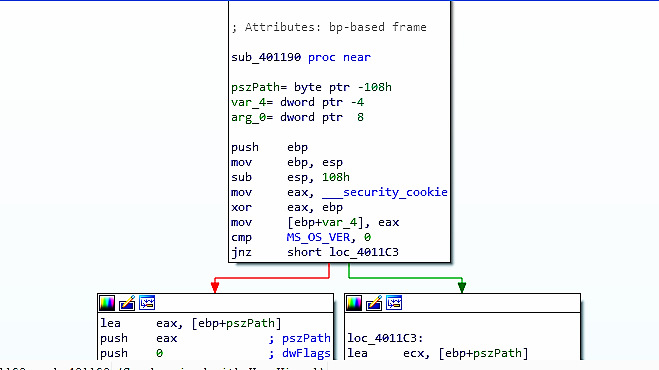 ; Attributes: bp-based frame
sub_401190 proc near
pszPath= byte ptr -108h
var_4= dword ptr -4
arg_0= dword ptr  8
push    ebp
mov     ebp, esp
sub     esp, 108h
mov     eax, ___security_cookie
xor     eax, ebp
mov     [ebp+var_4], eax
cmp     MS_OS_VER, 0
jnz     short loc_4011C3
lea     eax, [ebp+pszPath]
push    eax             ; pszPath
push    0               ; dwFlags
loc_4011C3:
lea     ecx, [ebp+pszPath]